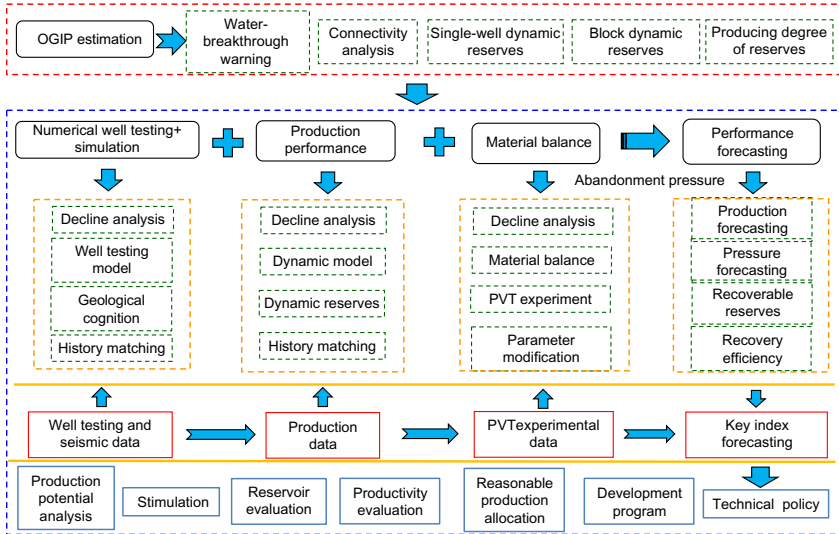 OGIP estimation
Water-
breakthrough
warning
Connectivity
analysis
Single-well dynamic
reserves
Block dynamic
reserves
Producing degree
of reserves
Numerical well testing+
simulation
Production
performance
Material balance
Performance
forecasting
Abandonment pressure
Decline analysis
Well testing
model
Geological
cognition
History matching
Decline analysis
Dynamic model
Dynamic reserves
History matching
Decline analysis
Material balance
PVT experiment
Parameter
modification
Production
forecasting
Pressure
forecasting
Recoverable
reserves
Recovery
efficiency
Well testing and
seismic data
Production
data
PVTexperimental
data
Key index
forecasting
Production
potential
analysis
Stimulation
Reservoir
evaluation
Productivity
evaluation
Reasonable
production
allocation
Development
program
Technical policy